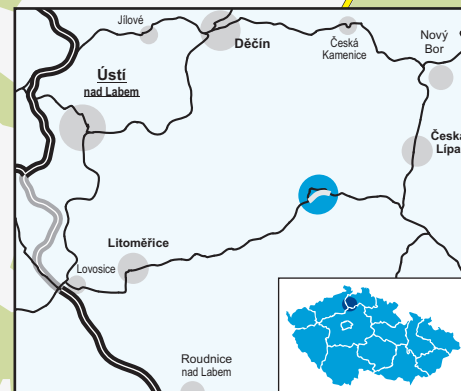 Jílové
Děčín
Česká
Kamenice
Nový
Bor
Ústí
nad Labem
Česká
Lípa
Litoměřice
Lovosice
Roudnice
nad Labem